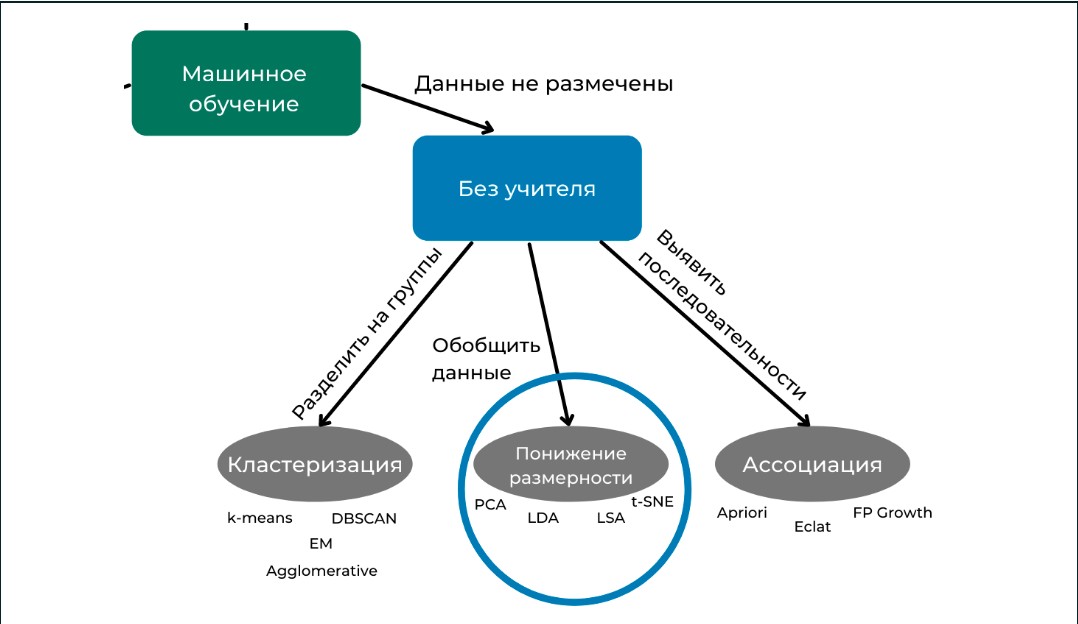 Машинное
обучение
Данные не размечены
Без учителя
Разделить на группы
Обобщить
данные
Выявить
последовательности
Кластеризация
k-means DBSCAN
EM
Agglomerative
Понижение
размерности
PCA t-SNE
LDA LSA
Ассоциация
Apriori FP Growth
Eclat